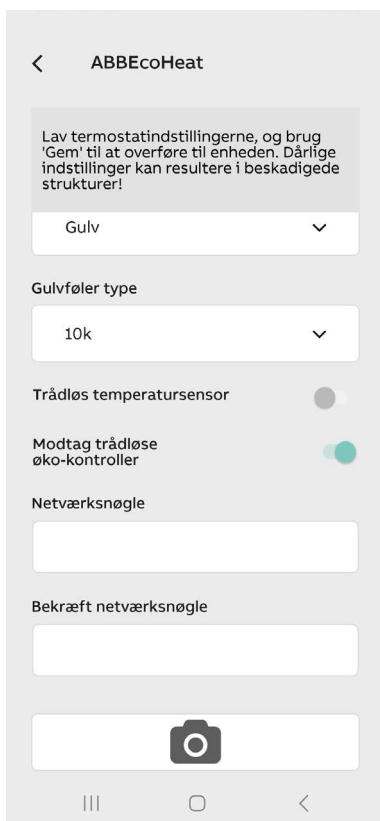 ABBEcoHeat
Lav termostatindstillingerne, og brug
'Gem' til at overføre til enheden. Dårlige
indstillinger kan resultere i beskadigede
strukturer!
Gulv
Gulvføler type
10k
Trådløs temperatursensor
Modtag trådløse
øko-kontroller
Netværksnøgle
Bekræft netværksnøgle